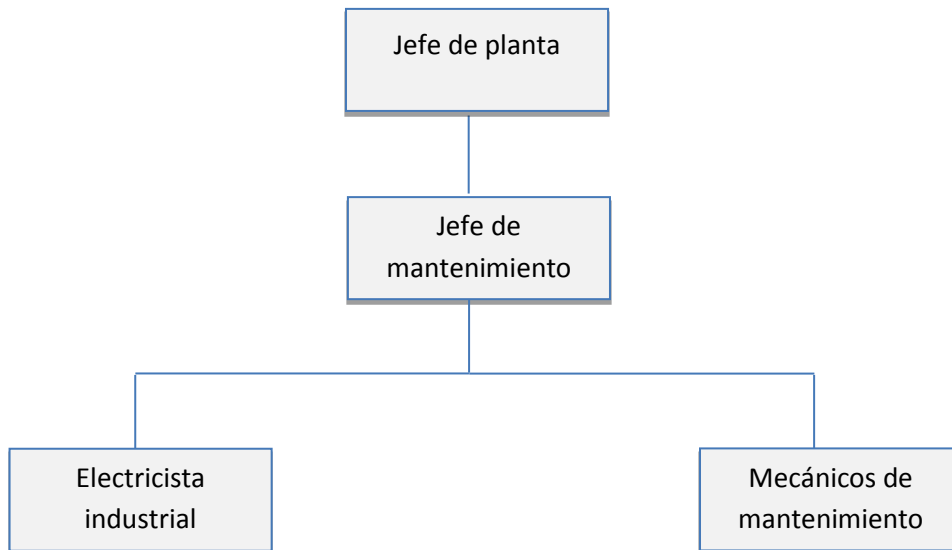 Jefe de planta
Jefe de
mantenimiento
Electricista
industrial
Mecánicos de
mantenimiento